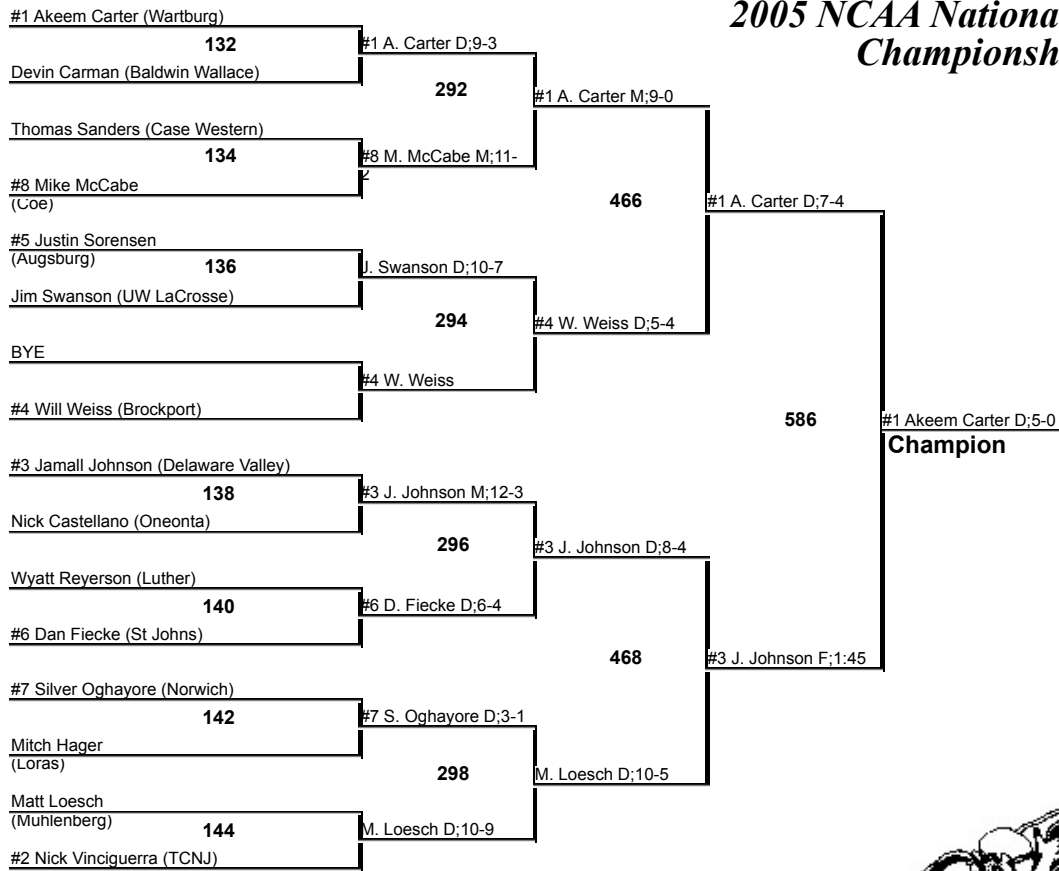 2005 NCAA Nationa
Championsh
#1 Akeem Carter (Wartburg)
132
Devin Carman (Baldwin Wallace)
#1 A. Carter D;9-3
292
Thomas Sanders (Case Western)
134
#8 Mike McCabe
(Coe)
#8 M. McCabe M;11-
2
#1 A. Carter M;9-0
466
#5 Justin Sorensen
(Augsburg)
136
Jim Swanson (UW LaCrosse)
J. Swanson D;10-7
294
BYE
#4 W. Weiss
#4 Will Weiss (Brockport)
#4 W. Weiss D;5-4
#1 A. Carter D;7-4
586
#1 Akeem Carter D;5-0
Champion
#3 Jamall Johnson (Delaware Valley)
138
Nick Castellano (Oneonta)
#3 J. Johnson M;12-3
296
Wyatt Reyerson (Luther)
140
#6 Dan Fiecke (St Johns)
#6 D. Fiecke D;6-4
#3 J. Johnson D;8-4
468
#3 J. Johnson F;1:45
#7 Silver Oghayore (Norwich)
142
Mitch Hager
(Loras)
#7 S. Oghayore D;3-1
298
Matt Loesch
(Muhlenberg)
144
#2 Nick Vinciguerra (TCNJ)
M. Loesch D;10-9
M. Loesch D;10-5